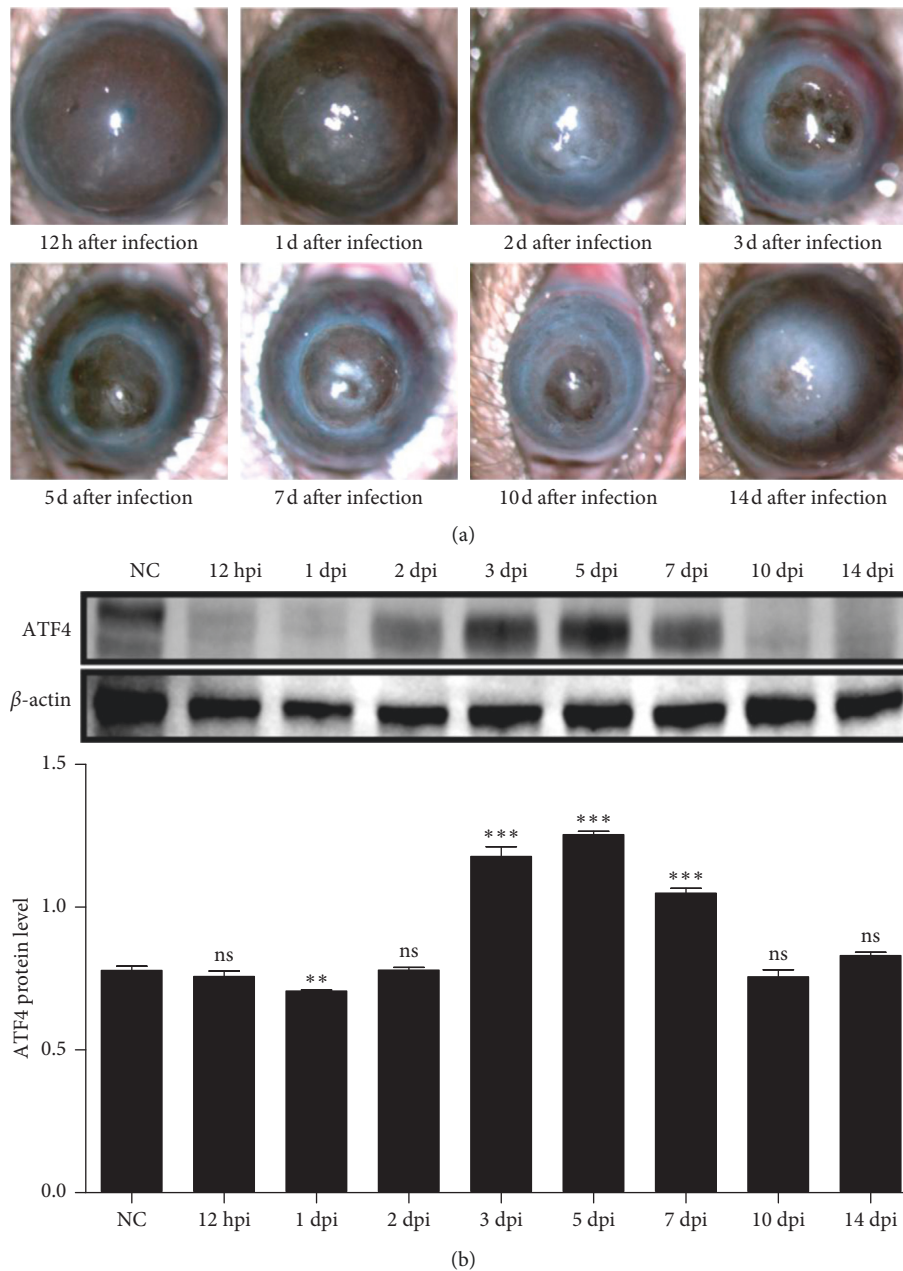 12 h after infection 1 d after infection 2 d after infection 3 d after infection
5 d after infection 7 d after infection 10 d after infection 14 d after infection
(a)
NC 12 hpi 1 dpi 2 dpi 3 dpi 5 dpi 7 dpi 10 dpi 14 dpi
ATF4
β-actin
1.5
1.0
0.5
0.0
ATF4 protein level
ns
**
ns
***
***
***
ns
ns
NC 12 hpi 1 dpi 2 dpi 3 dpi 5 dpi 7 dpi 10 dpi 14 dpi
(b)